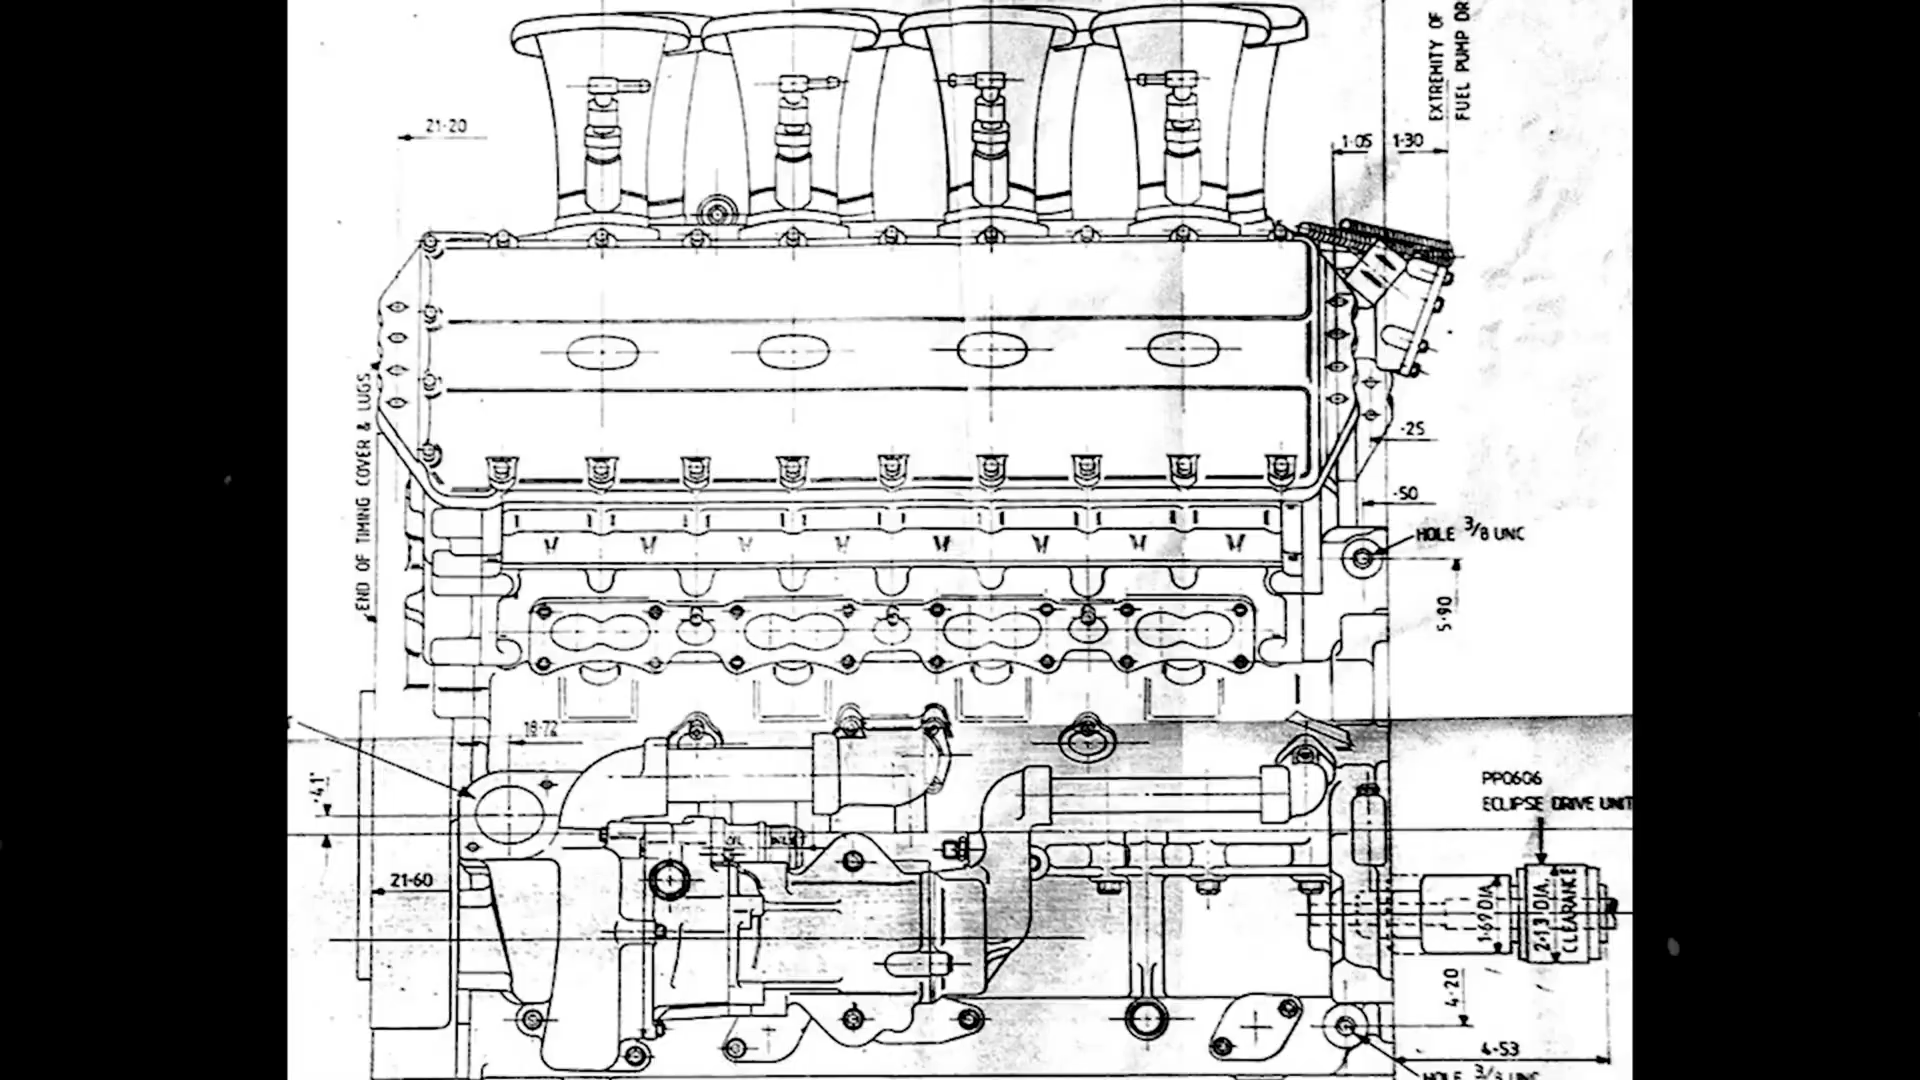 EXTREMITY OF
FUEL PUMP DR
21·20
1·05
1·30
END OF TIMING COVER & LUGS
·25
·50
HOLE 3/8 UNC
5·90
18·72
·41
PP0606
ECLIPSE DRIVE UNIT
OIL
21·60
1·69 DIA
2·13 DIA.
CLEARANCE
4·20
4·53
HOLE 3/8 UNC